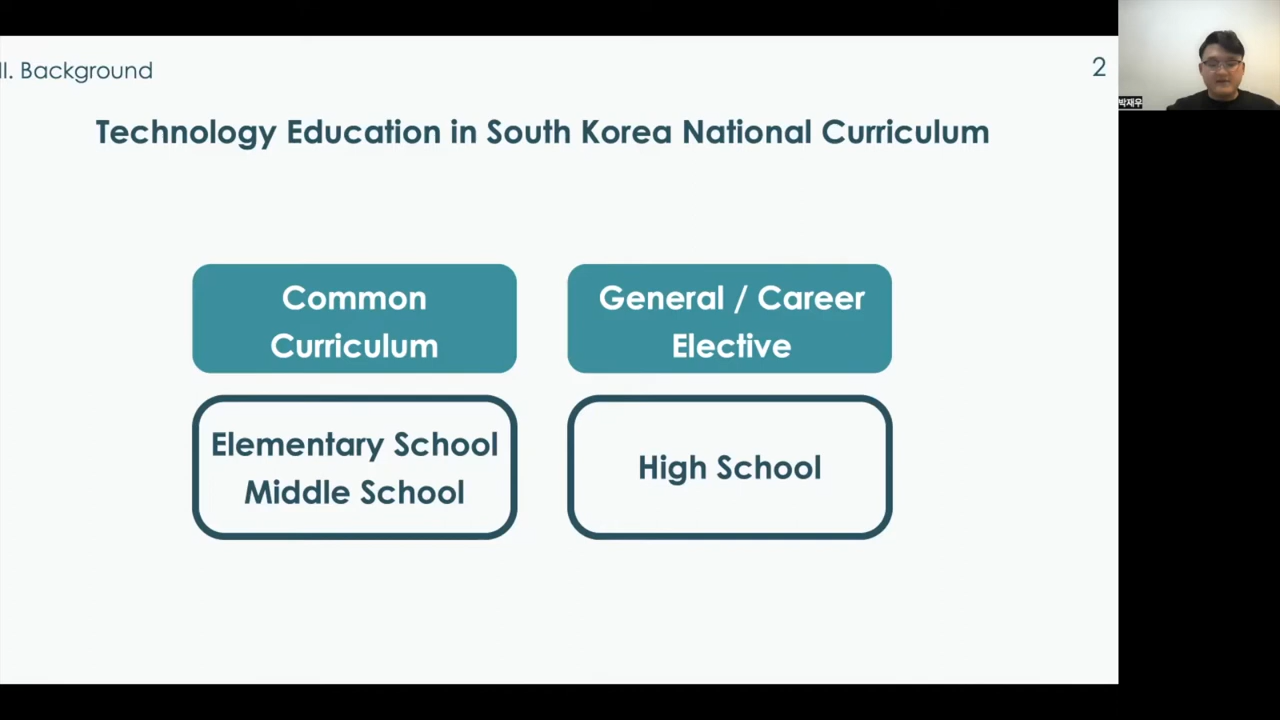 II. Background
2
박재우
Technology Education in South Korea National Curriculum
Common
Curriculum
General / Career
Elective
Elementary School
Middle School
High School